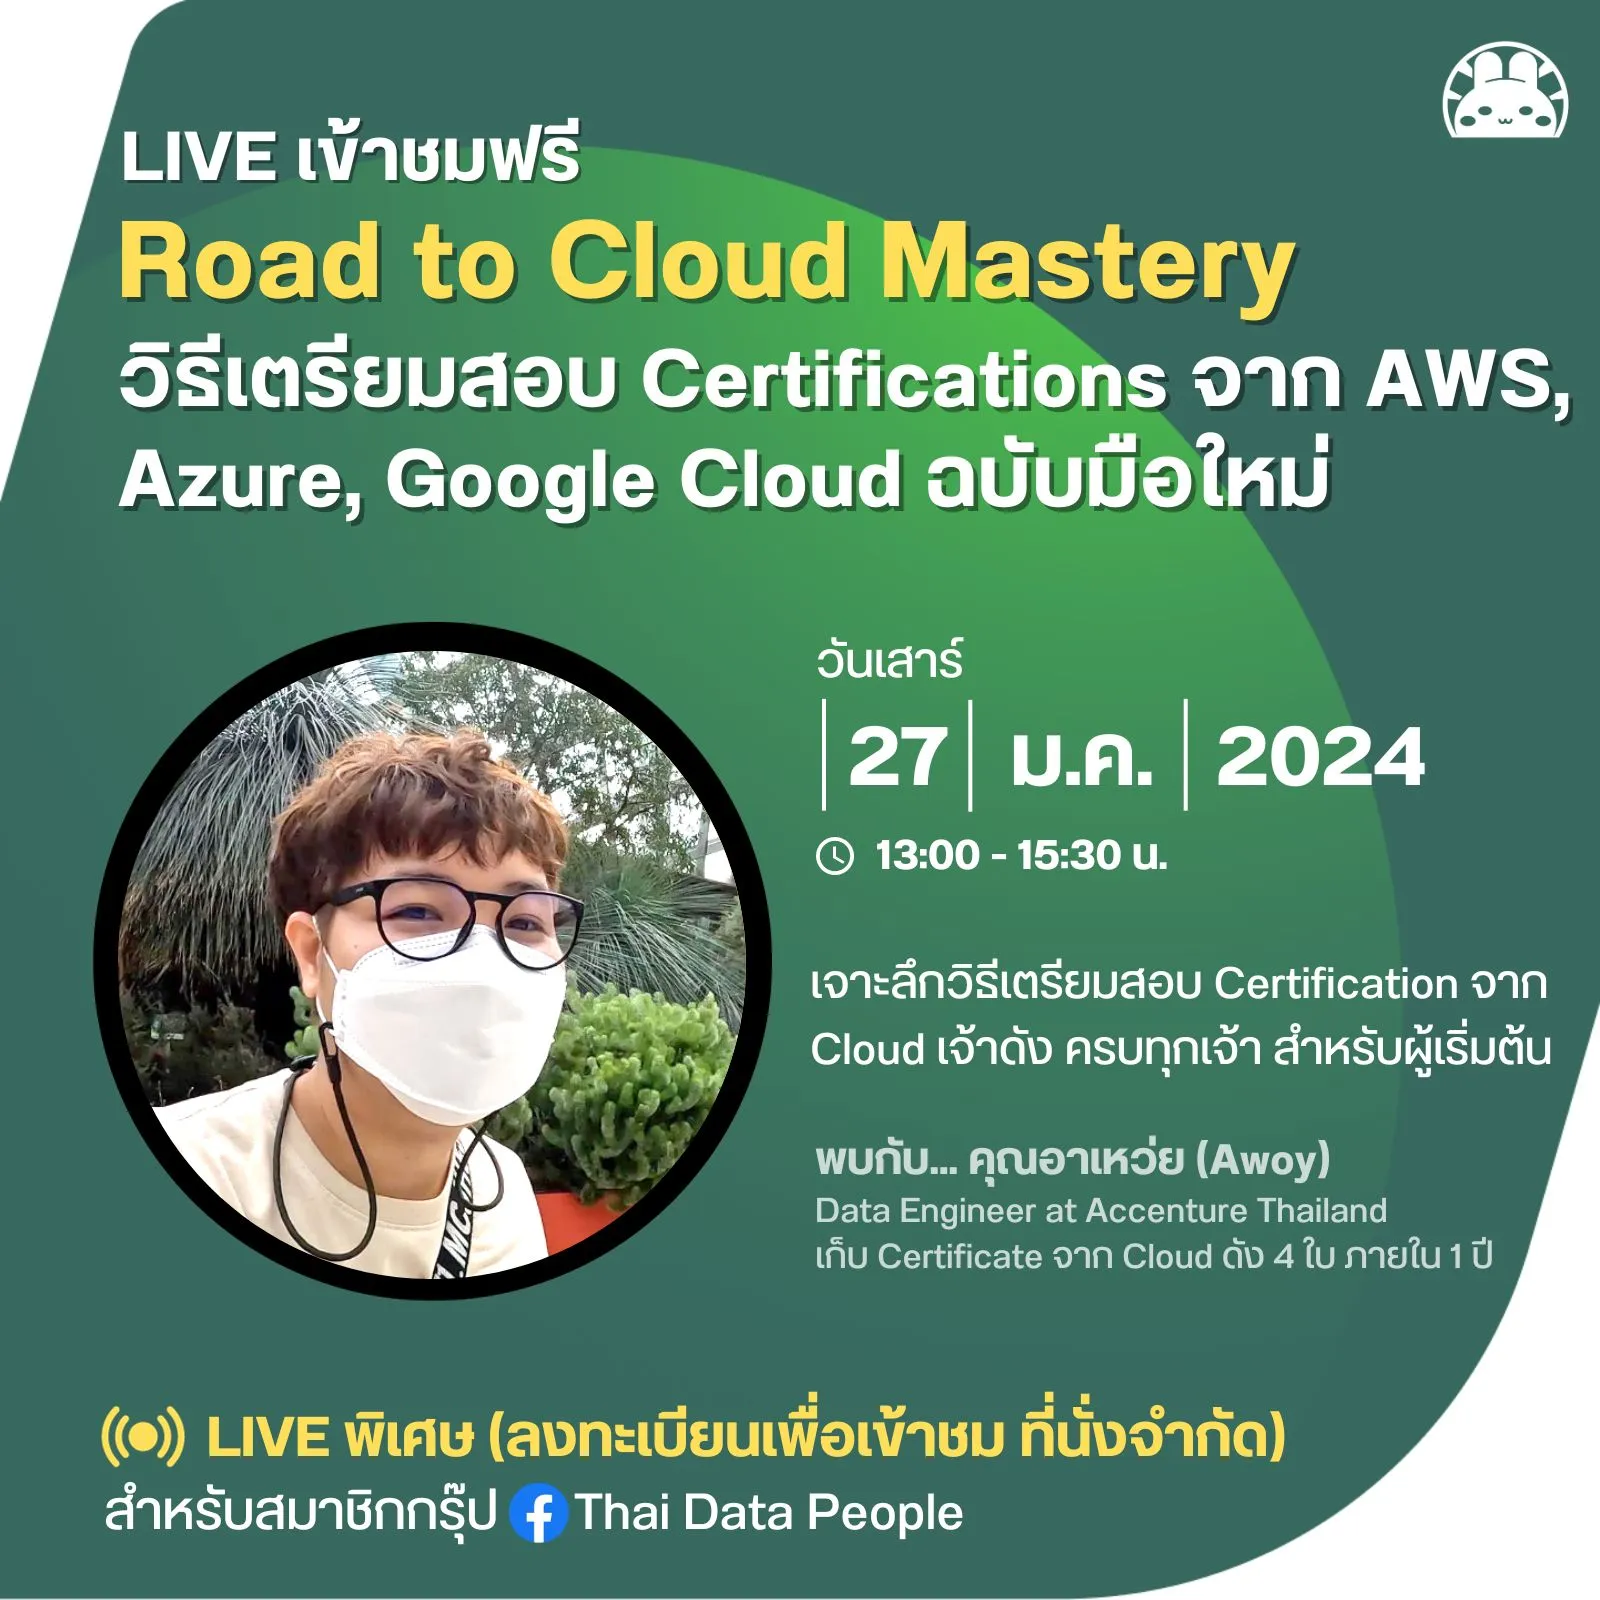 LIVE เข้าชมฟรี
Road to Cloud Mastery
วิธีเตรียมสอบ Certifications จาก AWS,
Azure, Google Cloud ฉบับมือใหม่
วันเสาร์
27 ม.ค. 2024
13:00 - 15:30 น.
เจาะลึกวิธีเตรียมสอบ Certification จาก
Cloud เจ้าดัง ครบทุกเจ้า สำหรับผู้เริ่มต้น
พบกับ... คุณอาเหว่ย (Awoy)
Data Engineer at Accenture Thailand
เก็บ Certificate จาก Cloud ดัง 4 ใบ ภายใน 1 ปี
LIVE พิเศษ (ลงทะเบียนเพื่อเข้าชม ที่นั่งจำกัด)
สำหรับสมาชิกกรุ๊ป Thai Data People